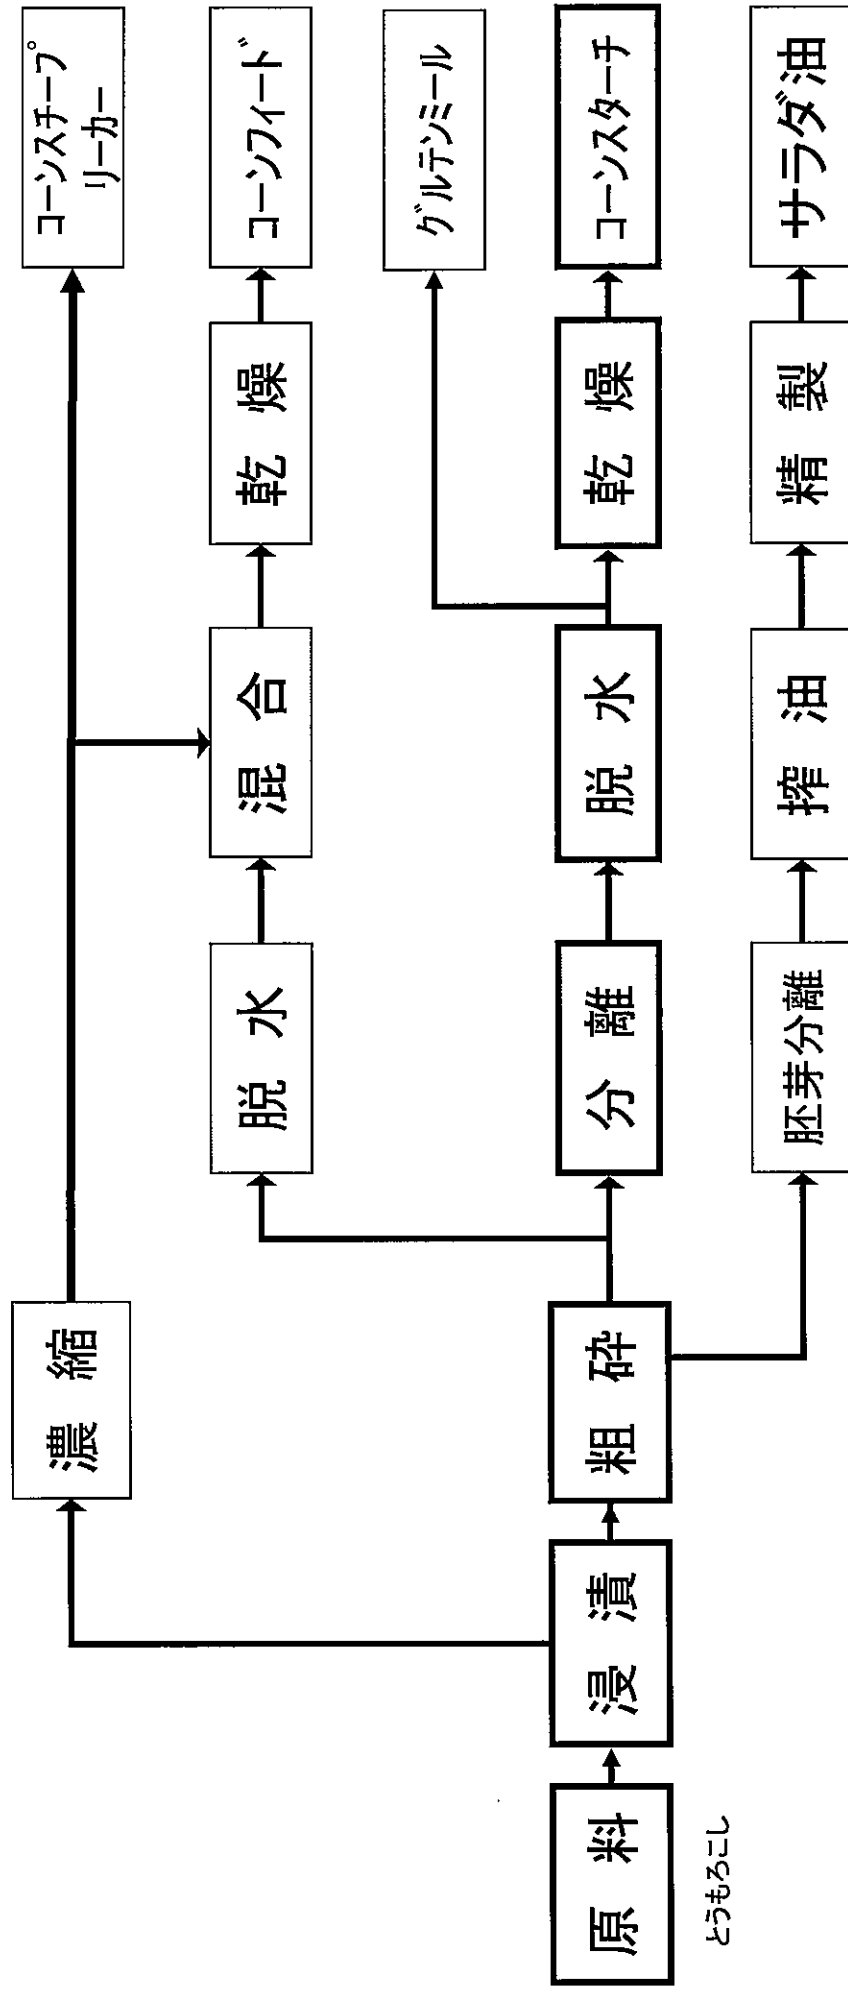 濃縮
コーンスチープ
リーカー
脱水
混合
乾燥
コーンフィード
グルテンミール
原料
浸漬
粗砕
分離
脱水
乾燥
コーンスターチ
とうもろこし
胚芽分離
搾油
精製
サラダ油